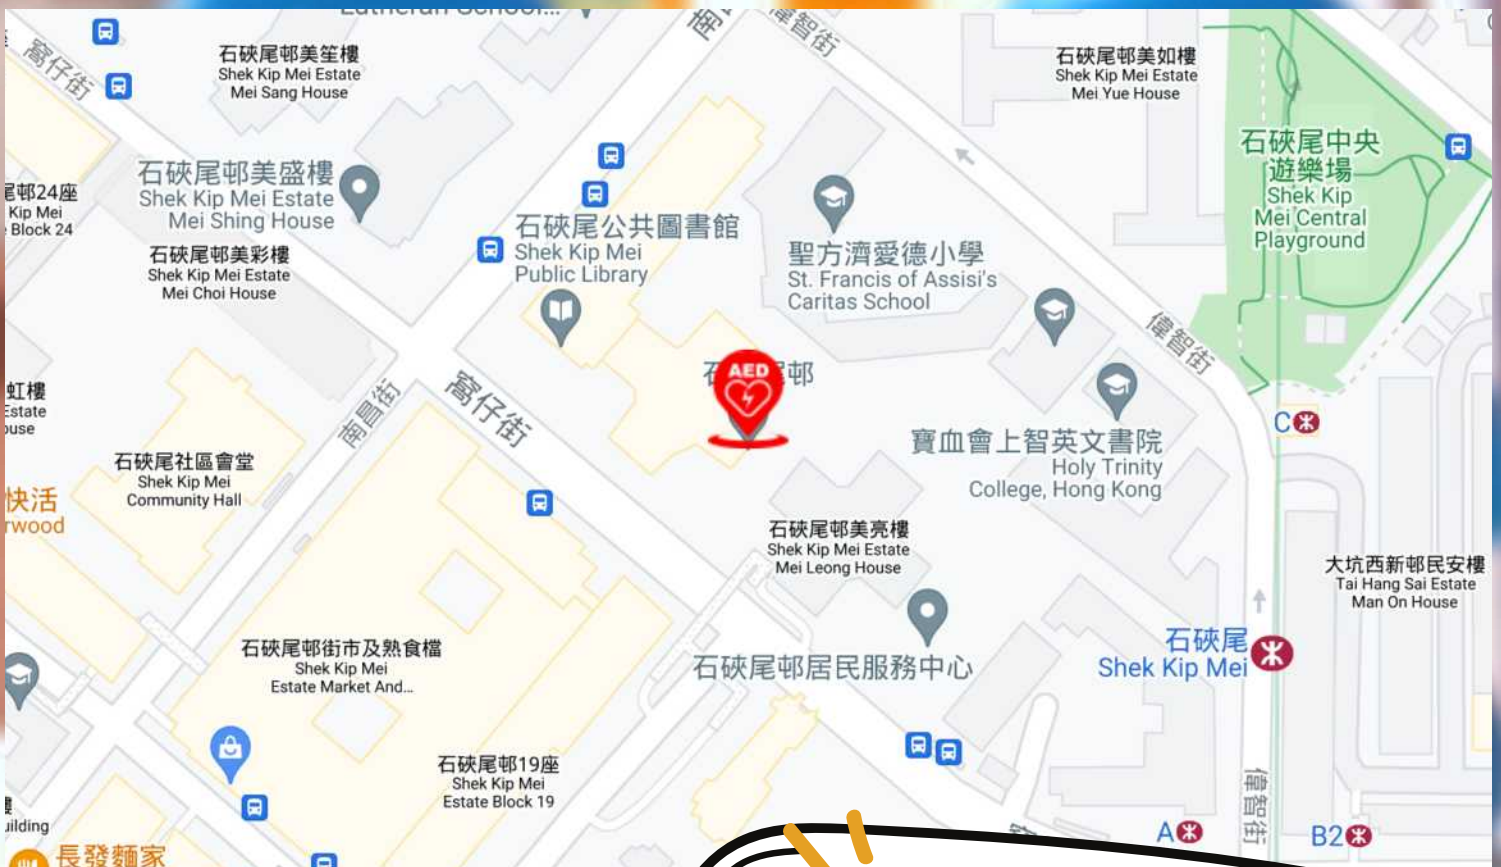 Lutheran School...
偉智街
窩仔街
石硤尾邨美笙樓
Shek Kip Mei Estate
Mei Sang House
石硤尾邨美如樓
Shek Kip Mei Estate
Mei Yue House
石硤尾邨美盛樓
Shek Kip Mei Estate
Mei Shing House
石硤尾中央
遊樂場
Shek Kip
Mei Central
Playground
尾邨24座
Kip Mei
Block 24
石硤尾公共圖書館
Shek Kip Mei
Public Library
石硤尾邨美彩樓
Shek Kip Mei Estate
Mei Choi House
聖方濟愛德小學
St. Francis of Assisi's
Caritas School
偉智街
AED
虹樓
Estate
南昌街
窩仔街
寶血會上智英文書院
Holy Trinity
College, Hong Kong
C
石硤尾社區會堂
Shek Kip Mei
Community Hall
快活
rwood
石硤尾邨美亮樓
Shek Kip Mei Estate
Mei Leong House
大坑西新邨民安樓
Tai Hang Sai Estate
Man On House
石硤尾邨街市及熟食檔
Shek Kip Mei
Estate Market And...
石硤尾邨居民服務中心
石硤尾
Shek Kip Mei
石硤尾邨19座
Shek Kip Mei
Estate Block 19
偉智街
A
B2
uilding
長發麵家